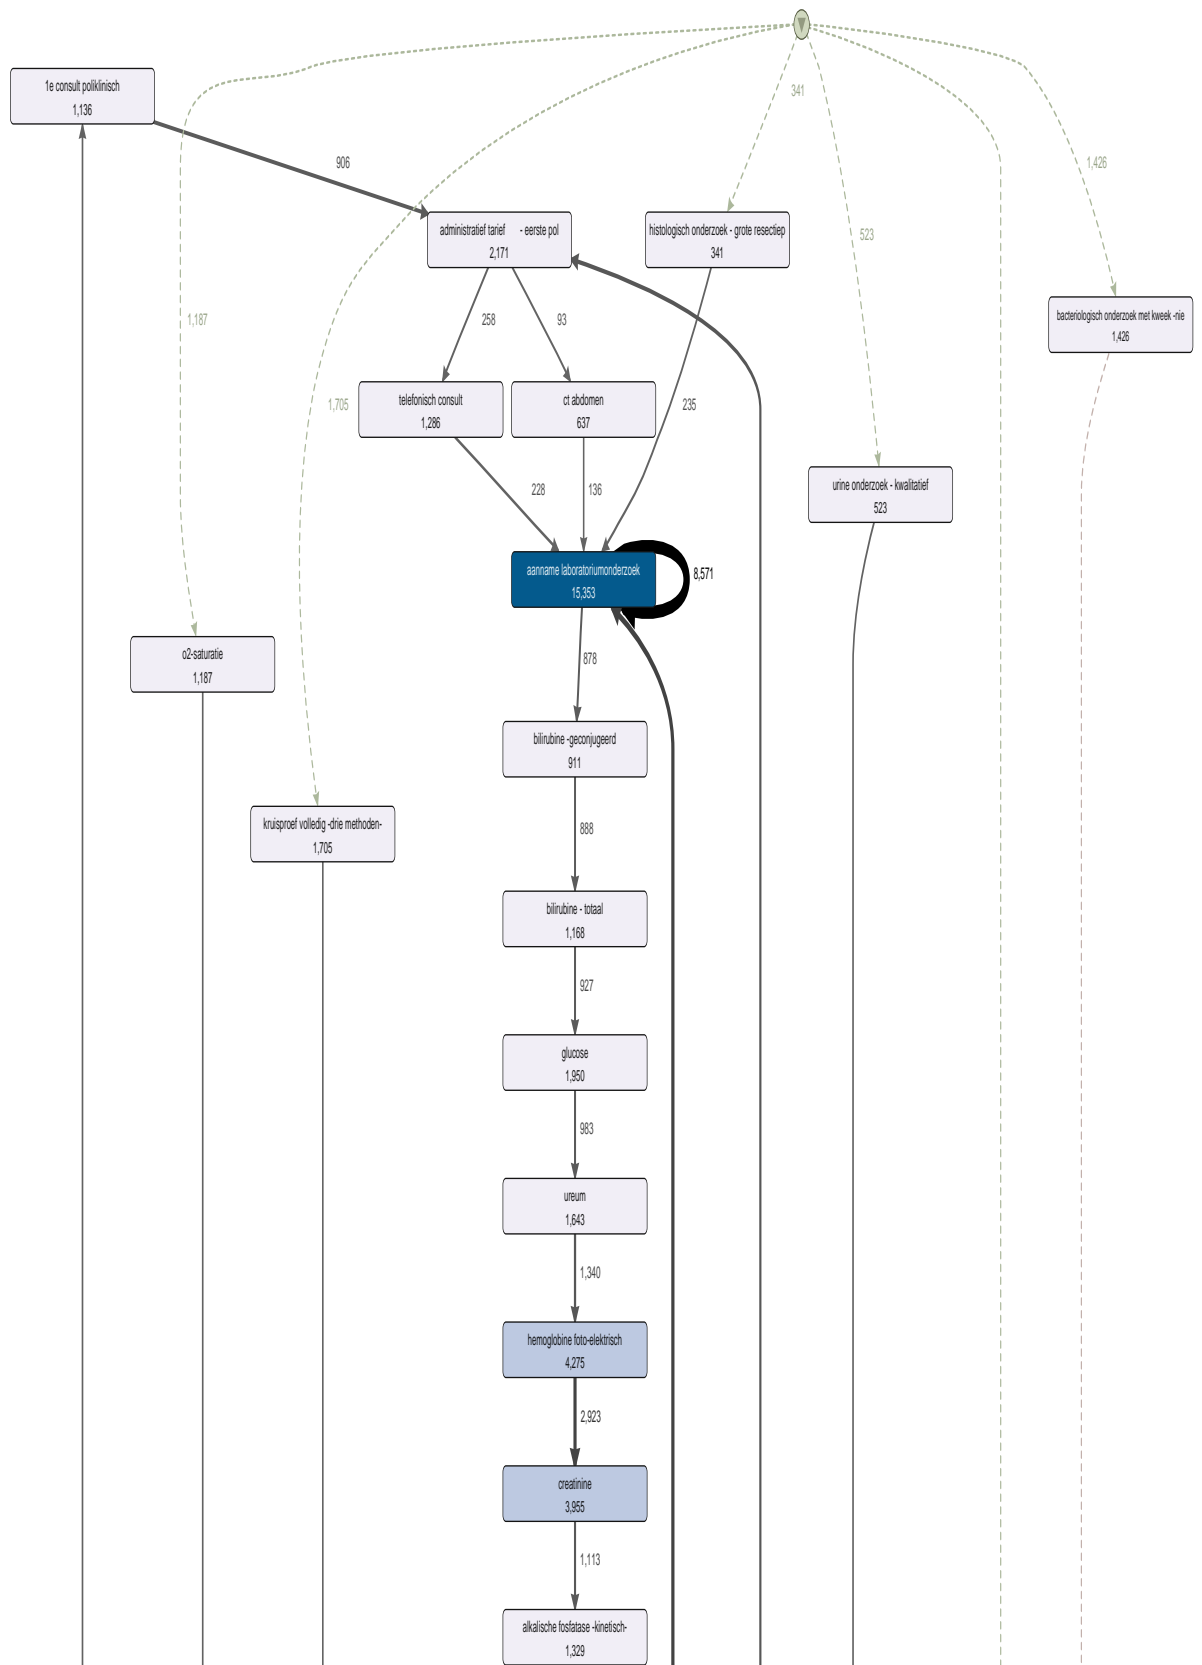 1e consult poliklinisch
1,136
341
1,426
906
administratief tarief - eerste pol
2,171
histologisch onderzoek - grote resectiep
341
523
1,187
258
93
bacteriologisch onderzoek met kweek -nie
1,426
telefonisch consult
1,286
ct abdomen
637
1,705
235
228
136
urine onderzoek - kwalitatief
523
aanname laboratoriumonderzoek
15,353
8,571
o2-saturatie
1,187
878
bilirubine -geconjugeerd
911
kruisproef volledig -drie methoden-
1,705
888
bilirubine - totaal
1,168
927
glucose
1,950
983
ureum
1,643
1,340
hemoglobine foto-elektrisch
4,275
2,923
creatinine
3,955
1,113
alkalische fosfatase -kinetisch-
1,329